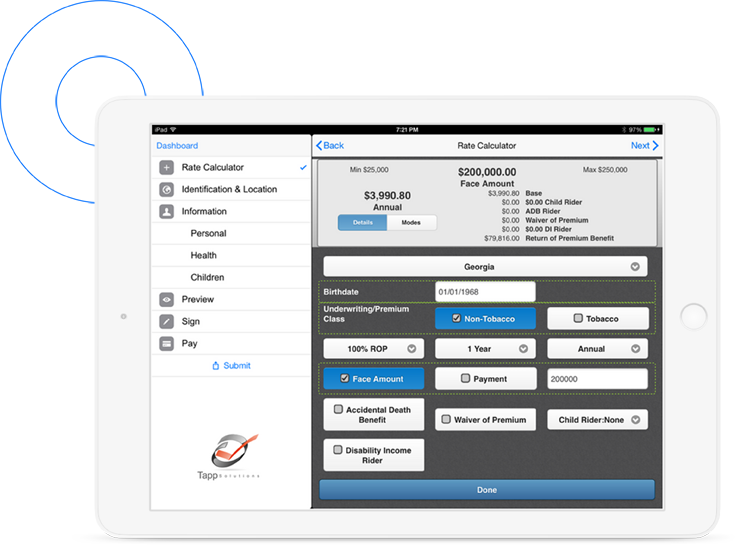 iPad 7:21 PM 97%
Dashboard
Back Rate Calculator Next
Rate Calculator
Identification & Location
Information
Personal
Health
Children
Preview
Sign
Pay
Submit
Tapp Solutions
Min $25,000 $200,000.00 Max $250,000
Face Amount
$3,990.80
Annual
Details Modes
$3,990.80 Base
$0.00 $0.00 Child Rider
$0.00 ADB Rider
$0.00 Waiver of Premium
$0.00 $0.00 DI Rider
$79,816.00 Return of Premium Benefit
Georgia
Birthdate 01/01/1968
Underwriting/Premium
Class
Non-Tobacco Tobacco
100% ROP 1 Year Annual
Face Amount Payment 200000
Accidental Death
Benefit
Waiver of Premium Child Rider:None
Disability Income
Rider
Done